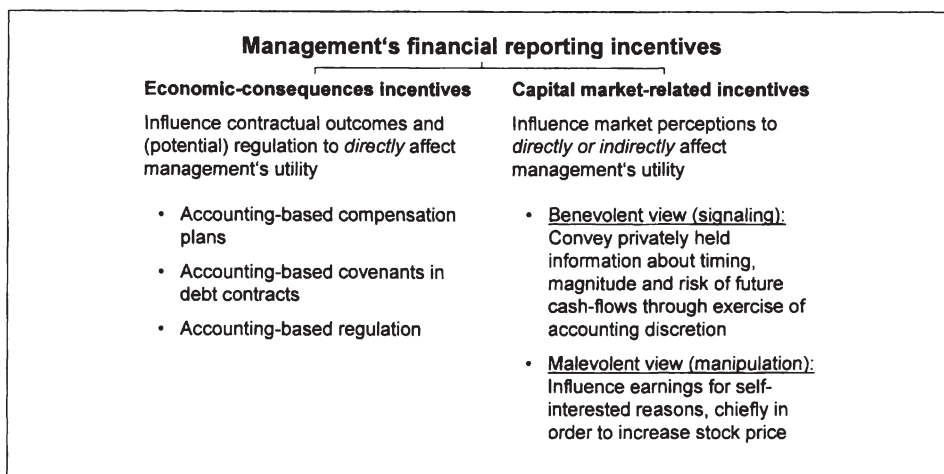 Management's financial reporting incentives
Economic-consequences incentives
Influence contractual outcomes and
(potential) regulation to directly affect
management's utility
• Accounting-based compensation
plans
• Accounting-based covenants in
debt contracts
• Accounting-based regulation
Capital market-related incentives
Influence market perceptions to
directly or indirectly affect
management's utility
• Benevolent view (signaling):
Convey privately held
information about timing,
magnitude and risk of future
cash-flows through exercise of
accounting discretion
• Malevolent view (manipulation):
Influence earnings for self-
interested reasons, chiefly in
order to increase stock price